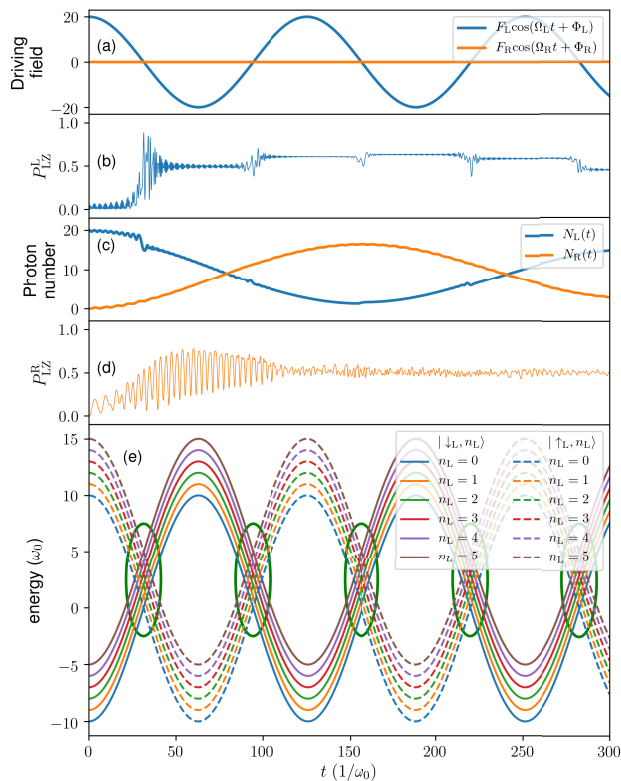 (a)
F_L cos(Ω_L t + Φ_L)
F_R cos(Ω_R t + Φ_R)
Driving
field
20
0
−20
(b)
P^L_LZ
1.0
0.5
0.0
(c)
N_L(t)
N_R(t)
Photon
number
20
10
0
(d)
P^R_LZ
1.0
0.5
0.0
(e)
|↓_L, n_L⟩ |↑_L, n_L⟩
n_L = 0 n_L = 0
n_L = 1 n_L = 1
n_L = 2 n_L = 2
n_L = 3 n_L = 3
n_L = 4 n_L = 4
n_L = 5 n_L = 5
energy (ω_0)
15
10
5
0
−5
−10
0 50 100 150 200 250 300
t (1/ω_0)